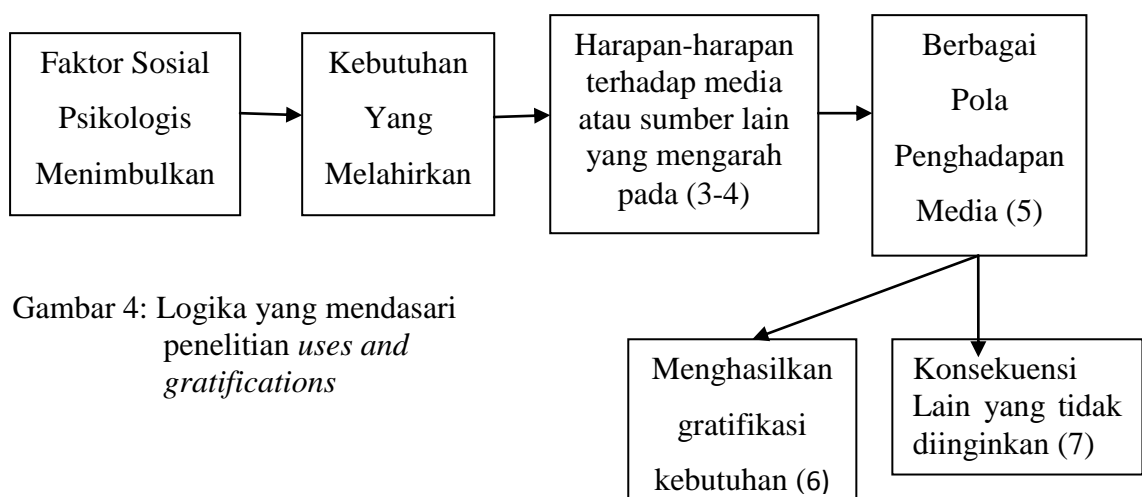 Faktor Sosial
Psikologis
Menimbulkan
Kebutuhan
Yang
Melahirkan
Harapan-harapan
terhadap media
atau sumber lain
yang mengarah
pada (3-4)
Berbagai
Pola
Penghadapan
Media (5)
Gambar 4: Logika yang mendasari
penelitian uses and
gratifications
Menghasilkan
gratifikasi
kebutuhan (6)
Konsekuensi
Lain yang tidak
diinginkan (7)